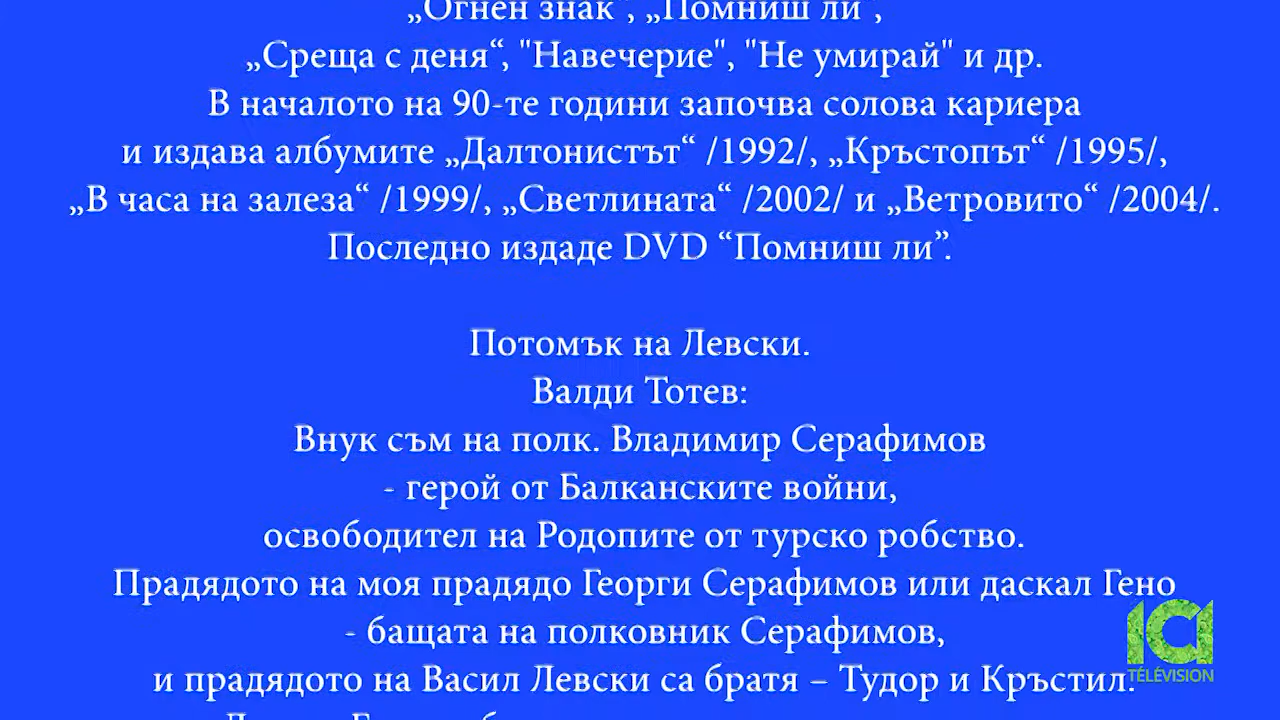 „Огнен знак", „Помниш ли",
„Среща с деня“, "Навечерие", "Не умирай" и др.
В началото на 90-те години започва солова кариера
и издава албумите „Далтонистът“ /1992/, „Кръстопът“ /1995/,
„В часа на залеза“ /1999/, „Светлината“ /2002/ и „Ветровито“ /2004/.
Последно издаде DVD “Помниш ли”.
Потомък на Левски.
Валди Тотев:
Внук съм на полк. Владимир Серафимов
- герой от Балканските войни,
освободител на Родопите от турско робство.
Прадядото на моя прадядо Георги Серафимов или даскал Гено
- бащата на полковник Серафимов,
и прадядото на Васил Левски са братя – Тудор и Кръстил.
ICI
TÉLÉVISION